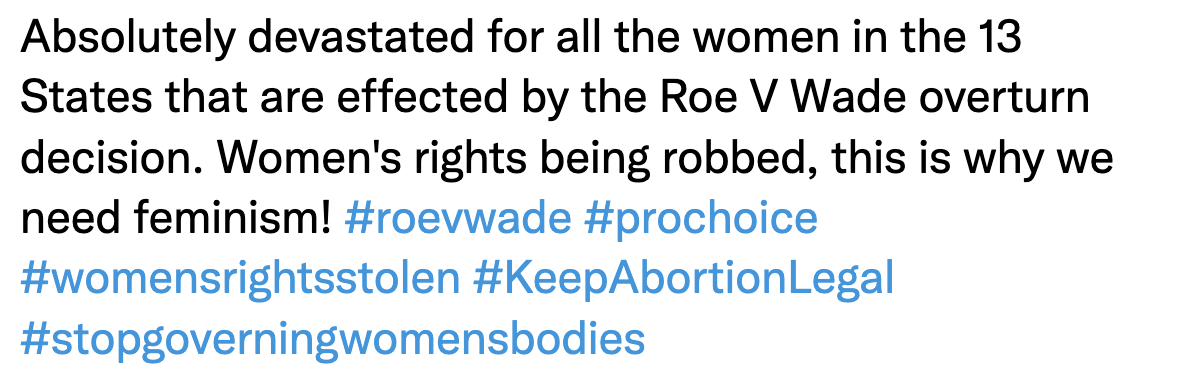 Absolutely devastated for all the women in the 13
States that are effected by the Roe V Wade overturn
decision. Women's rights being robbed, this is why we
need feminism! #roevwade #prochoice
#womensrightsstolen #KeepAbortionLegal
#stopgoverningwomensbodies